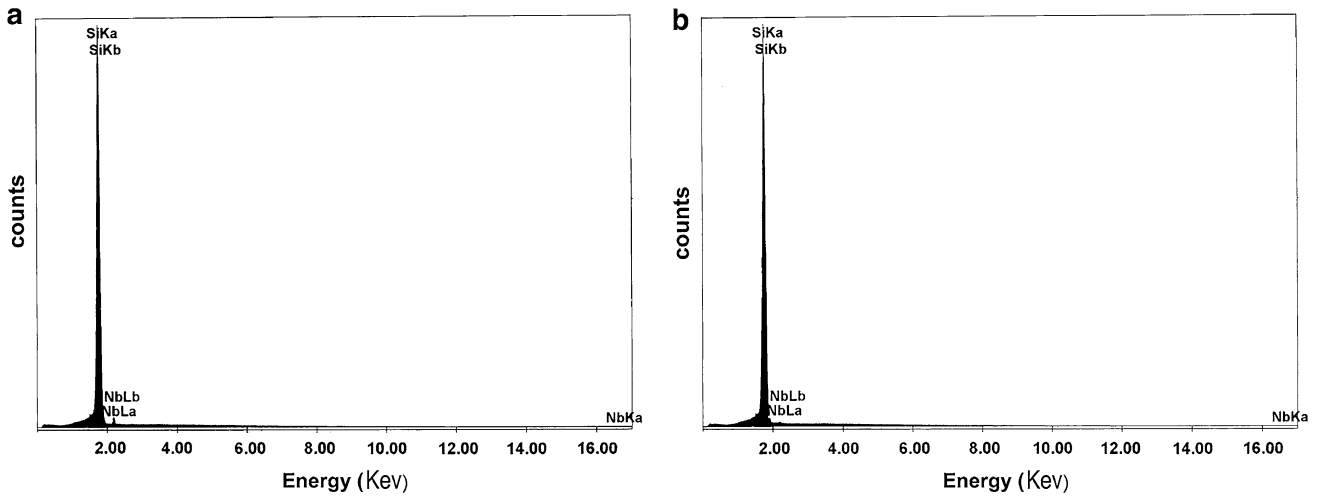 a
SiKa
SiKb
counts
NbLb
NbLa
NbKa
2.00 4.00 6.00 8.00 10.00 12.00 14.00 16.00
Energy (Kev)
b
SiKa
SiKb
counts
NbLb
NbLa
NbKa
2.00 4.00 6.00 8.00 10.00 12.00 14.00 16.00
Energy (Kev)